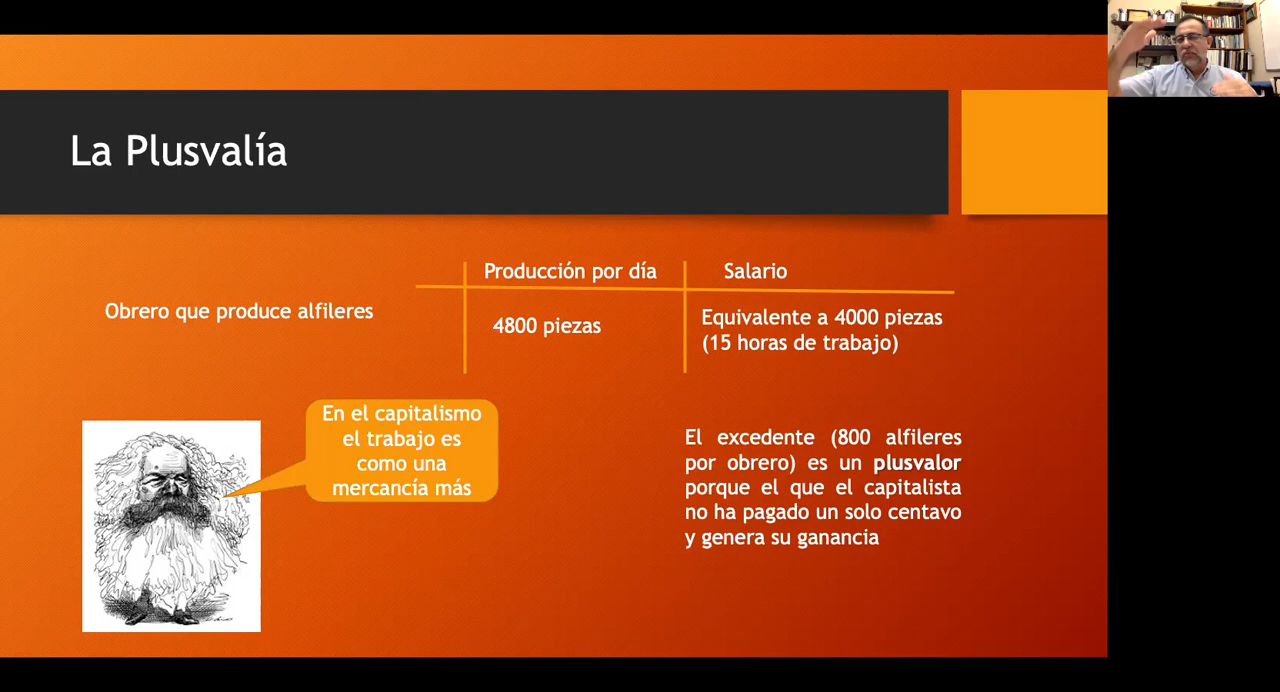 La Plusvalía
Producción por día
Salario
Obrero que produce alfileres
4800 piezas
Equivalente a 4000 piezas
(15 horas de trabajo)
En el capitalismo
el trabajo es
como una
mercancía más
El excedente (800 alfileres
por obrero) es un plusvalor
porque el que el capitalista
no ha pagado un solo centavo
y genera su ganancia